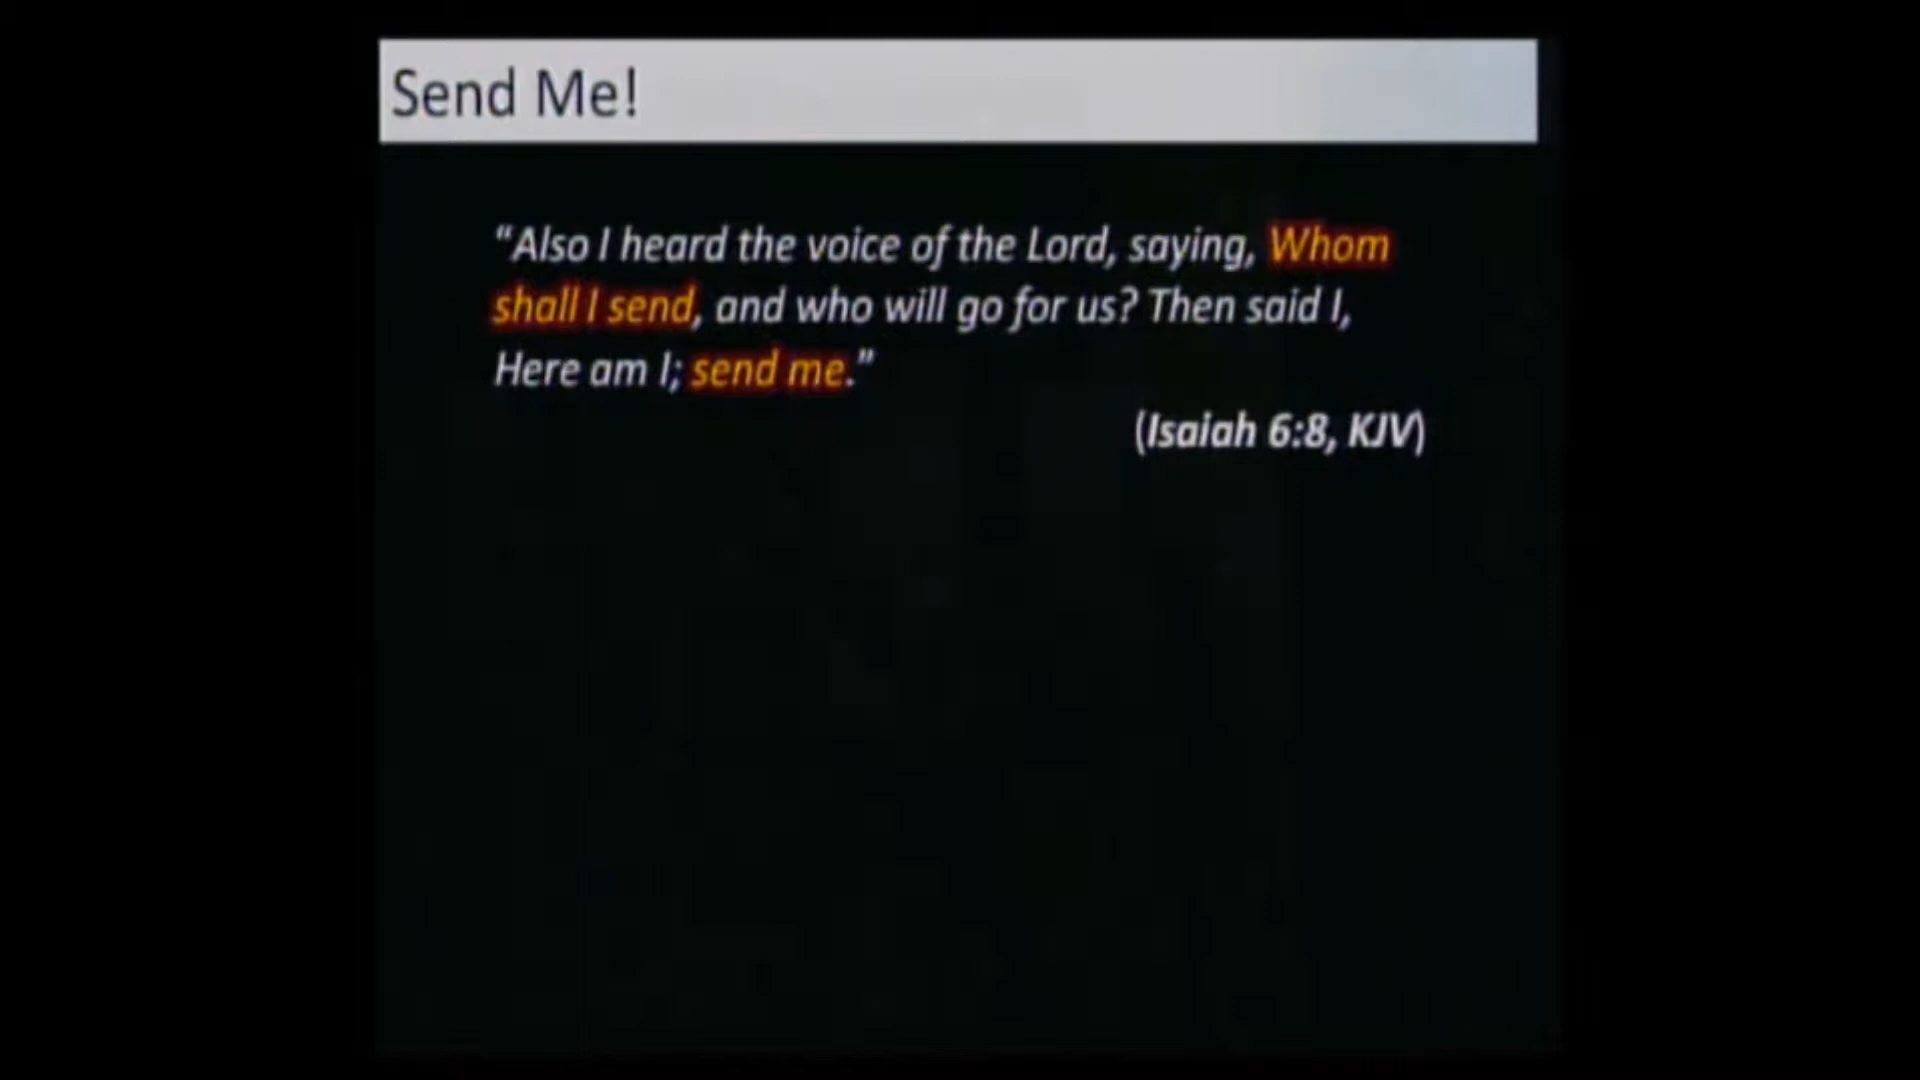 Send Me!
“Also I heard the voice of the Lord, saying, Whom
shall I send, and who will go for us? Then said I,
Here am I; send me.”
(Isaiah 6:8, KJV)